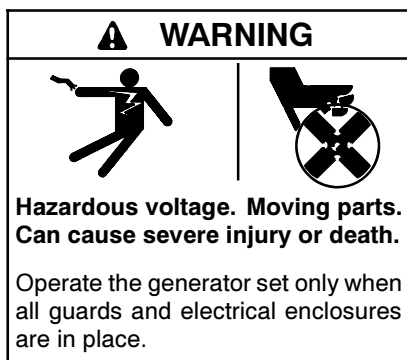 WARNING
Hazardous voltage. Moving parts.
Can cause severe injury or death.
Operate the generator set only when
all guards and electrical enclosures
are in place.